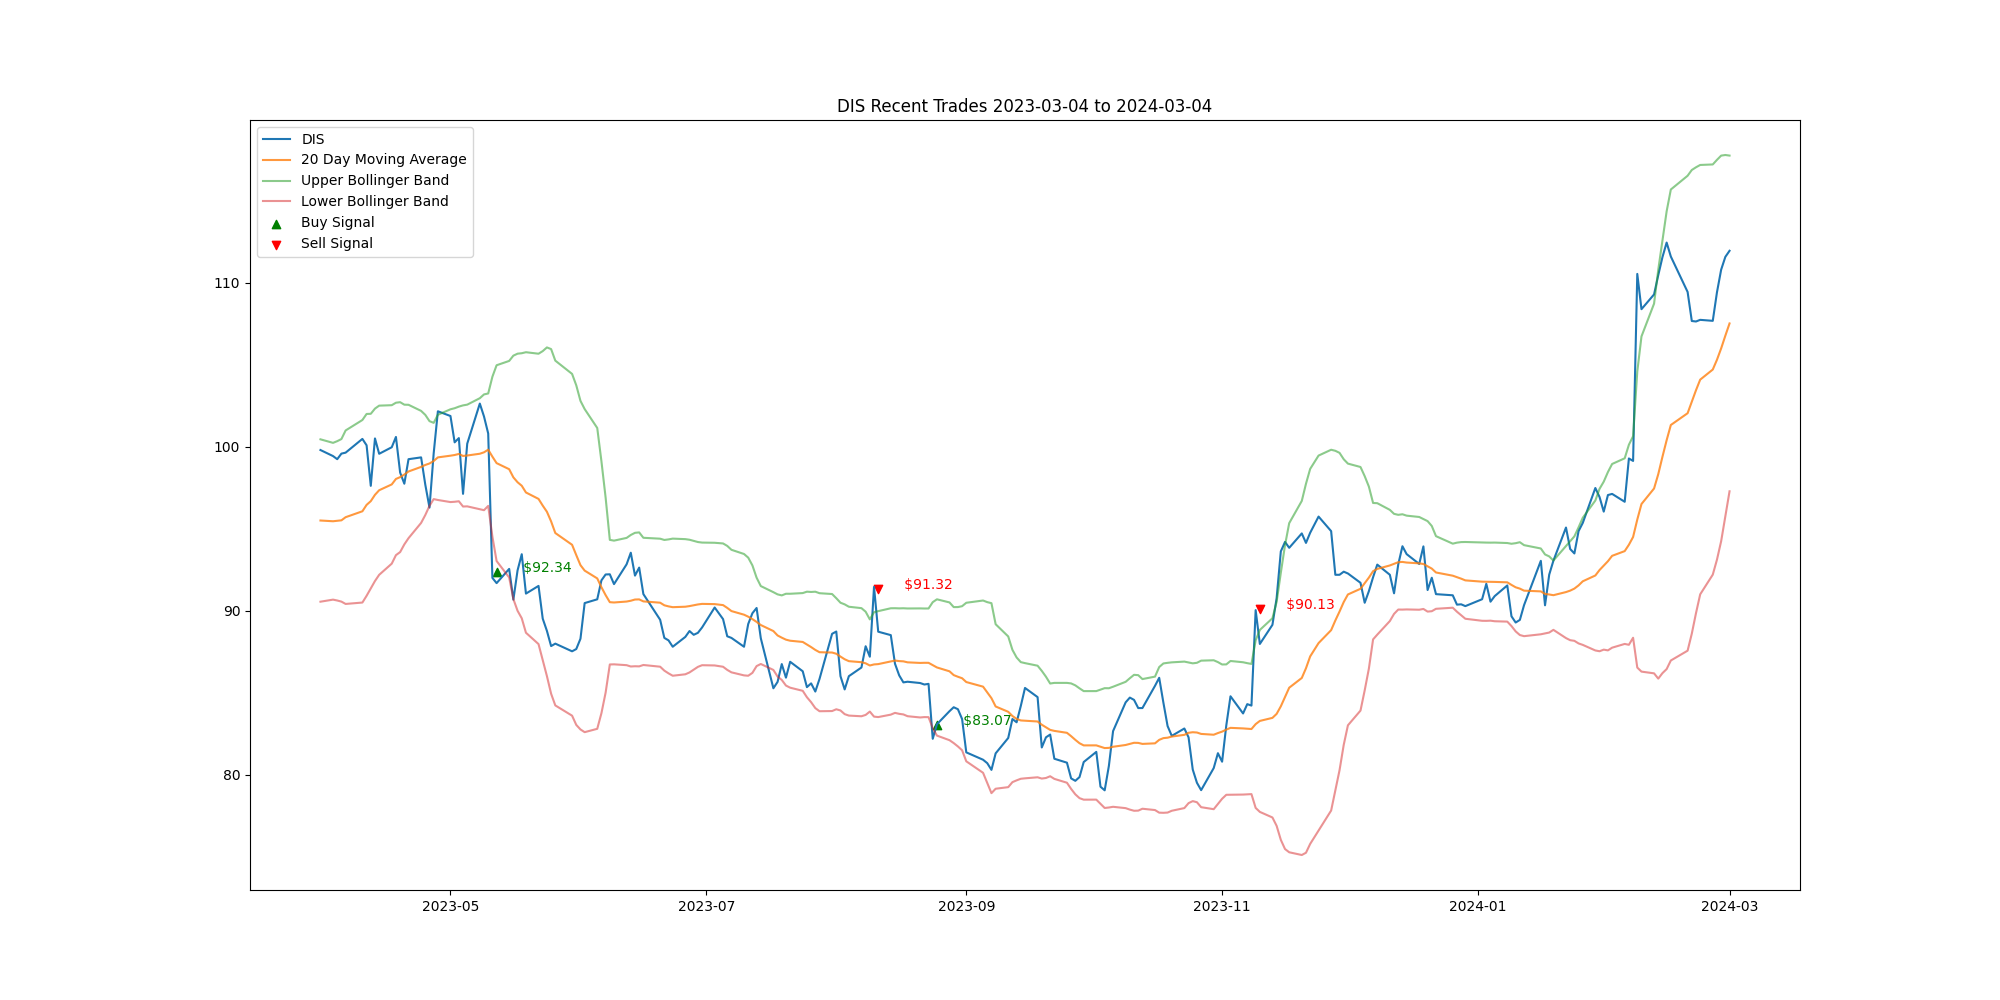 DIS Recent Trades 2023-03-04 to 2024-03-04
DIS
20 Day Moving Average
Upper Bollinger Band
Lower Bollinger Band
Buy Signal
Sell Signal
110
100
90
80
$92.34
$91.32
$83.07
$90.13
2023-05
2023-07
2023-09
2023-11
2024-01
2024-03